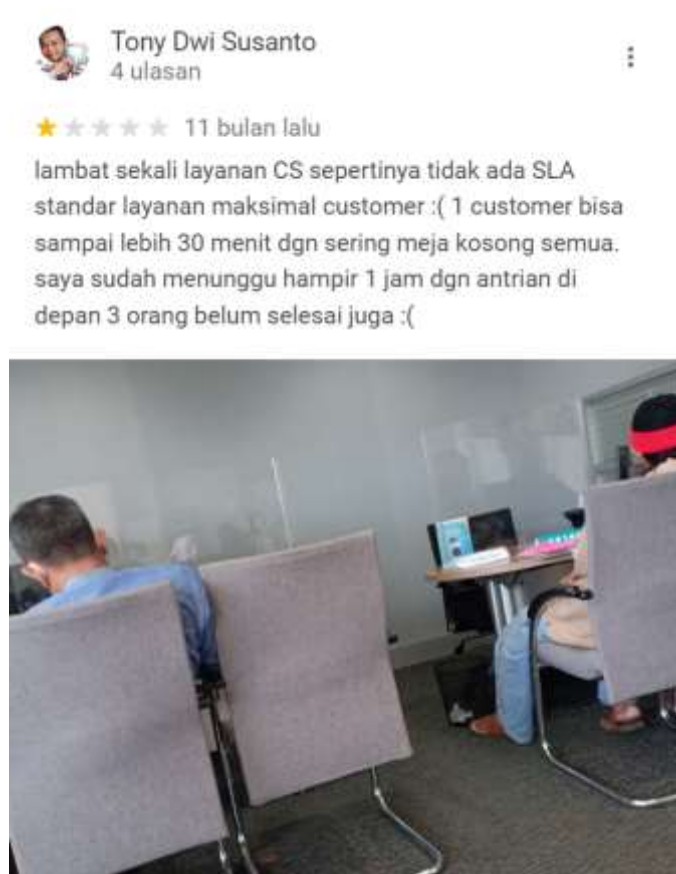 Tony Dwi Susanto
4 ulasan
11 bulan lalu
lambat sekali layanan CS sepertinya tidak ada SLA
standar layanan maksimal customer :( 1 customer bisa
sampai lebih 30 menit dgn sering meja kosong semua.
saya sudah menunggu hampir 1 jam dgn antrian di
depan 3 orang belum selesai juga :(